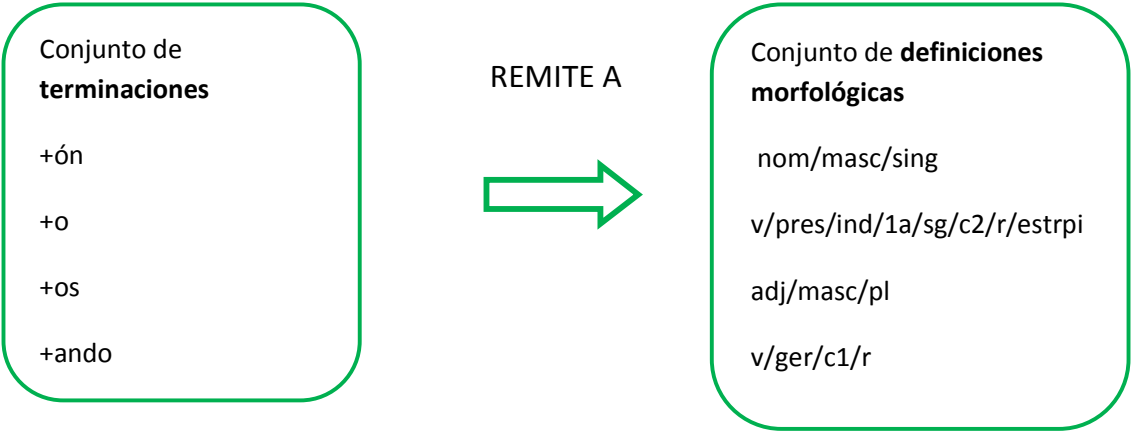 Conjunto de
terminaciones
+ón
+o
+os
+ando
REMITE A
Conjunto de definiciones
morfológicas
nom/masc/sing
v/pres/ind/1a/sg/c2/r/estrpi
adj/masc/pl
v/ger/c1/r